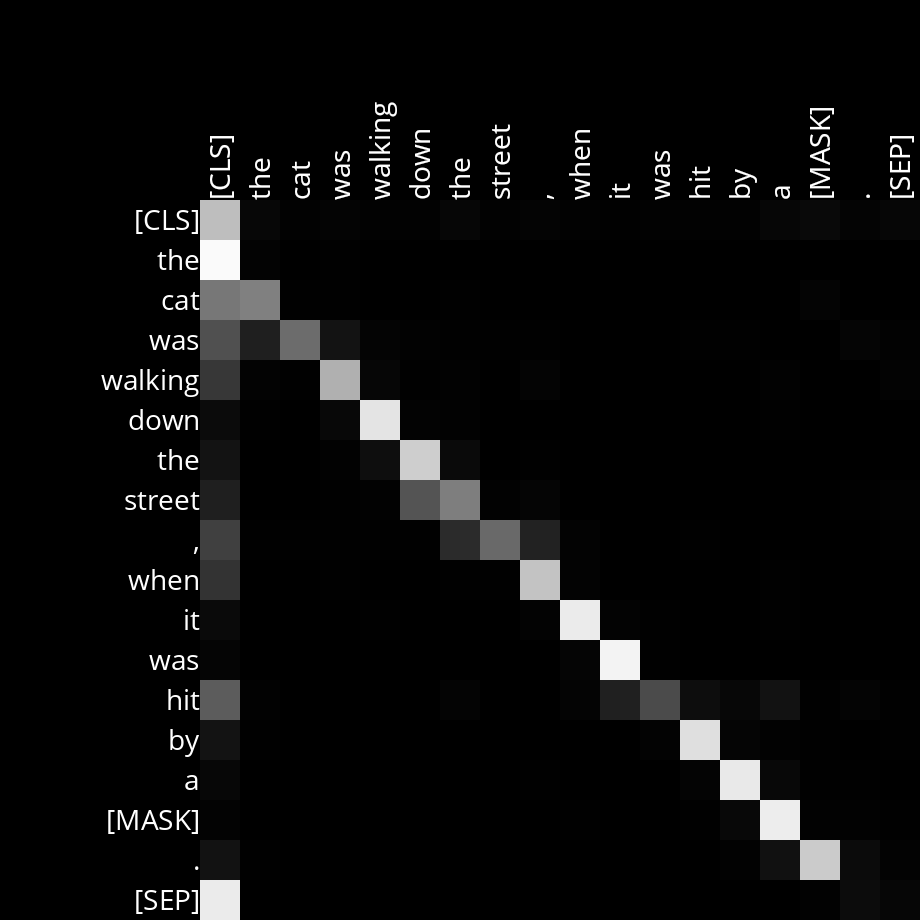 [CLS] the cat was walking down the street , when it was hit by a [MASK] . [SEP]
[CLS]
the
cat
was
walking
down
the
street
,
when
it
was
hit
by
a
[MASK]
.
[SEP]